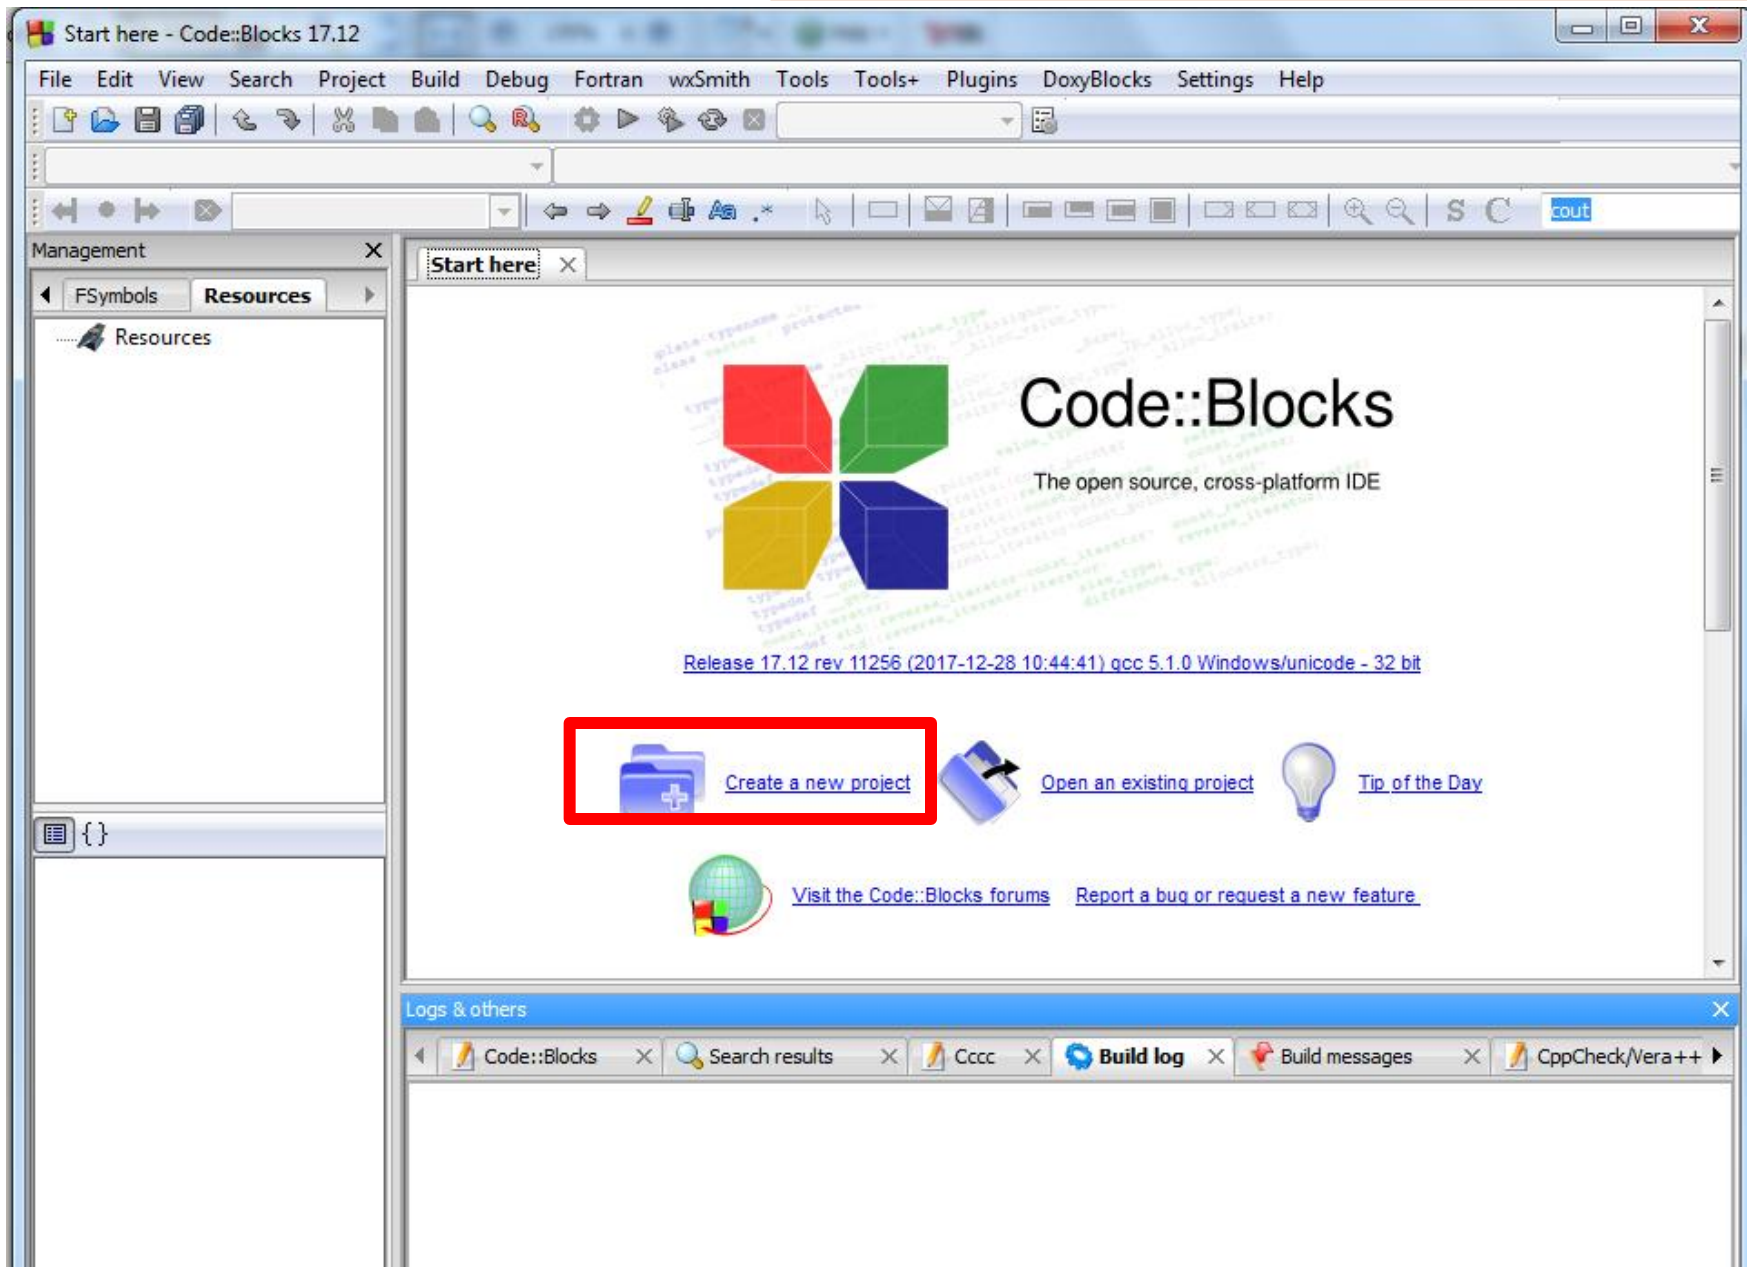 Start here - Code::Blocks 17.12
File Edit View Search Project Build Debug Fortran wxSmith Tools Tools+ Plugins DoxyBlocks Settings Help
S C cout
Management
Start here
FSymbols Resources
Resources
Code::Blocks
The open source, cross-platform IDE
Release 17.12 rev 11256 (2017-12-28 10:44:41) gcc 5.1.0 Windows/unicode - 32 bit
Create a new project Open an existing project Tip of the Day
{}
Visit the Code::Blocks forums Report a bug or request a new feature
Logs & others
Code::Blocks Search results Cccc Build log Build messages CppCheck/Vera++